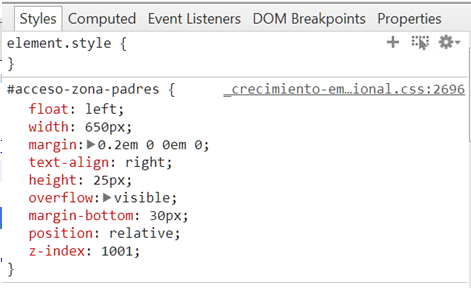 Styles Computed Event Listeners DOM Breakpoints Properties
element.style {
}
#acceso-zona-padres { _crecimiento-em…ional.css:2696
float: left;
width: 650px;
margin:▶0.2em 0 0em 0;
text-align: right;
height: 25px;
overflow:▶visible;
margin-bottom: 30px;
position: relative;
z-index: 1001;
}